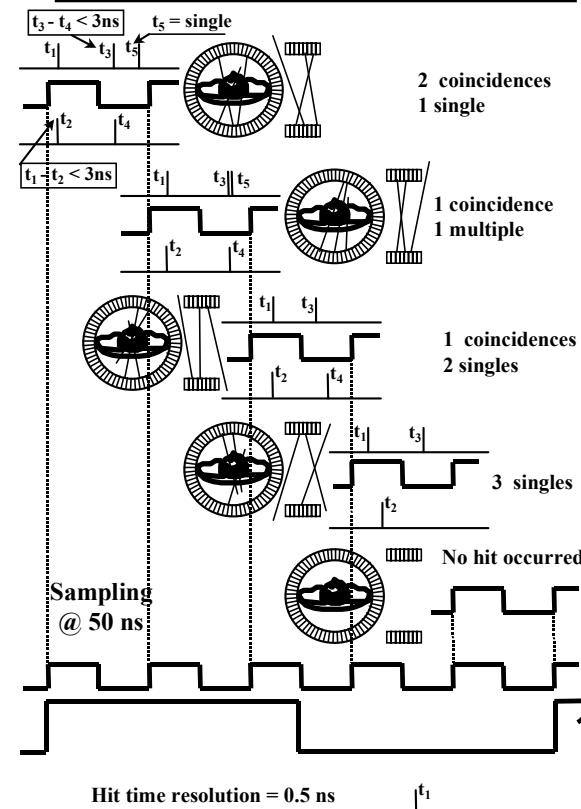 t3 - t4 < 3ns
t5 = single
t1 t3 t5
2 coincidences
1 single
t2 t4
t1 - t2 < 3ns
t1 t3 t5
1 coincidence
1 multiple
t2 t4
t1 t3
1 coincidences
2 singles
t2 t4
t1 t3
3 singles
t2
No hit occurred
Sampling
@ 50 ns
Hit time resolution = 0.5 ns
t1